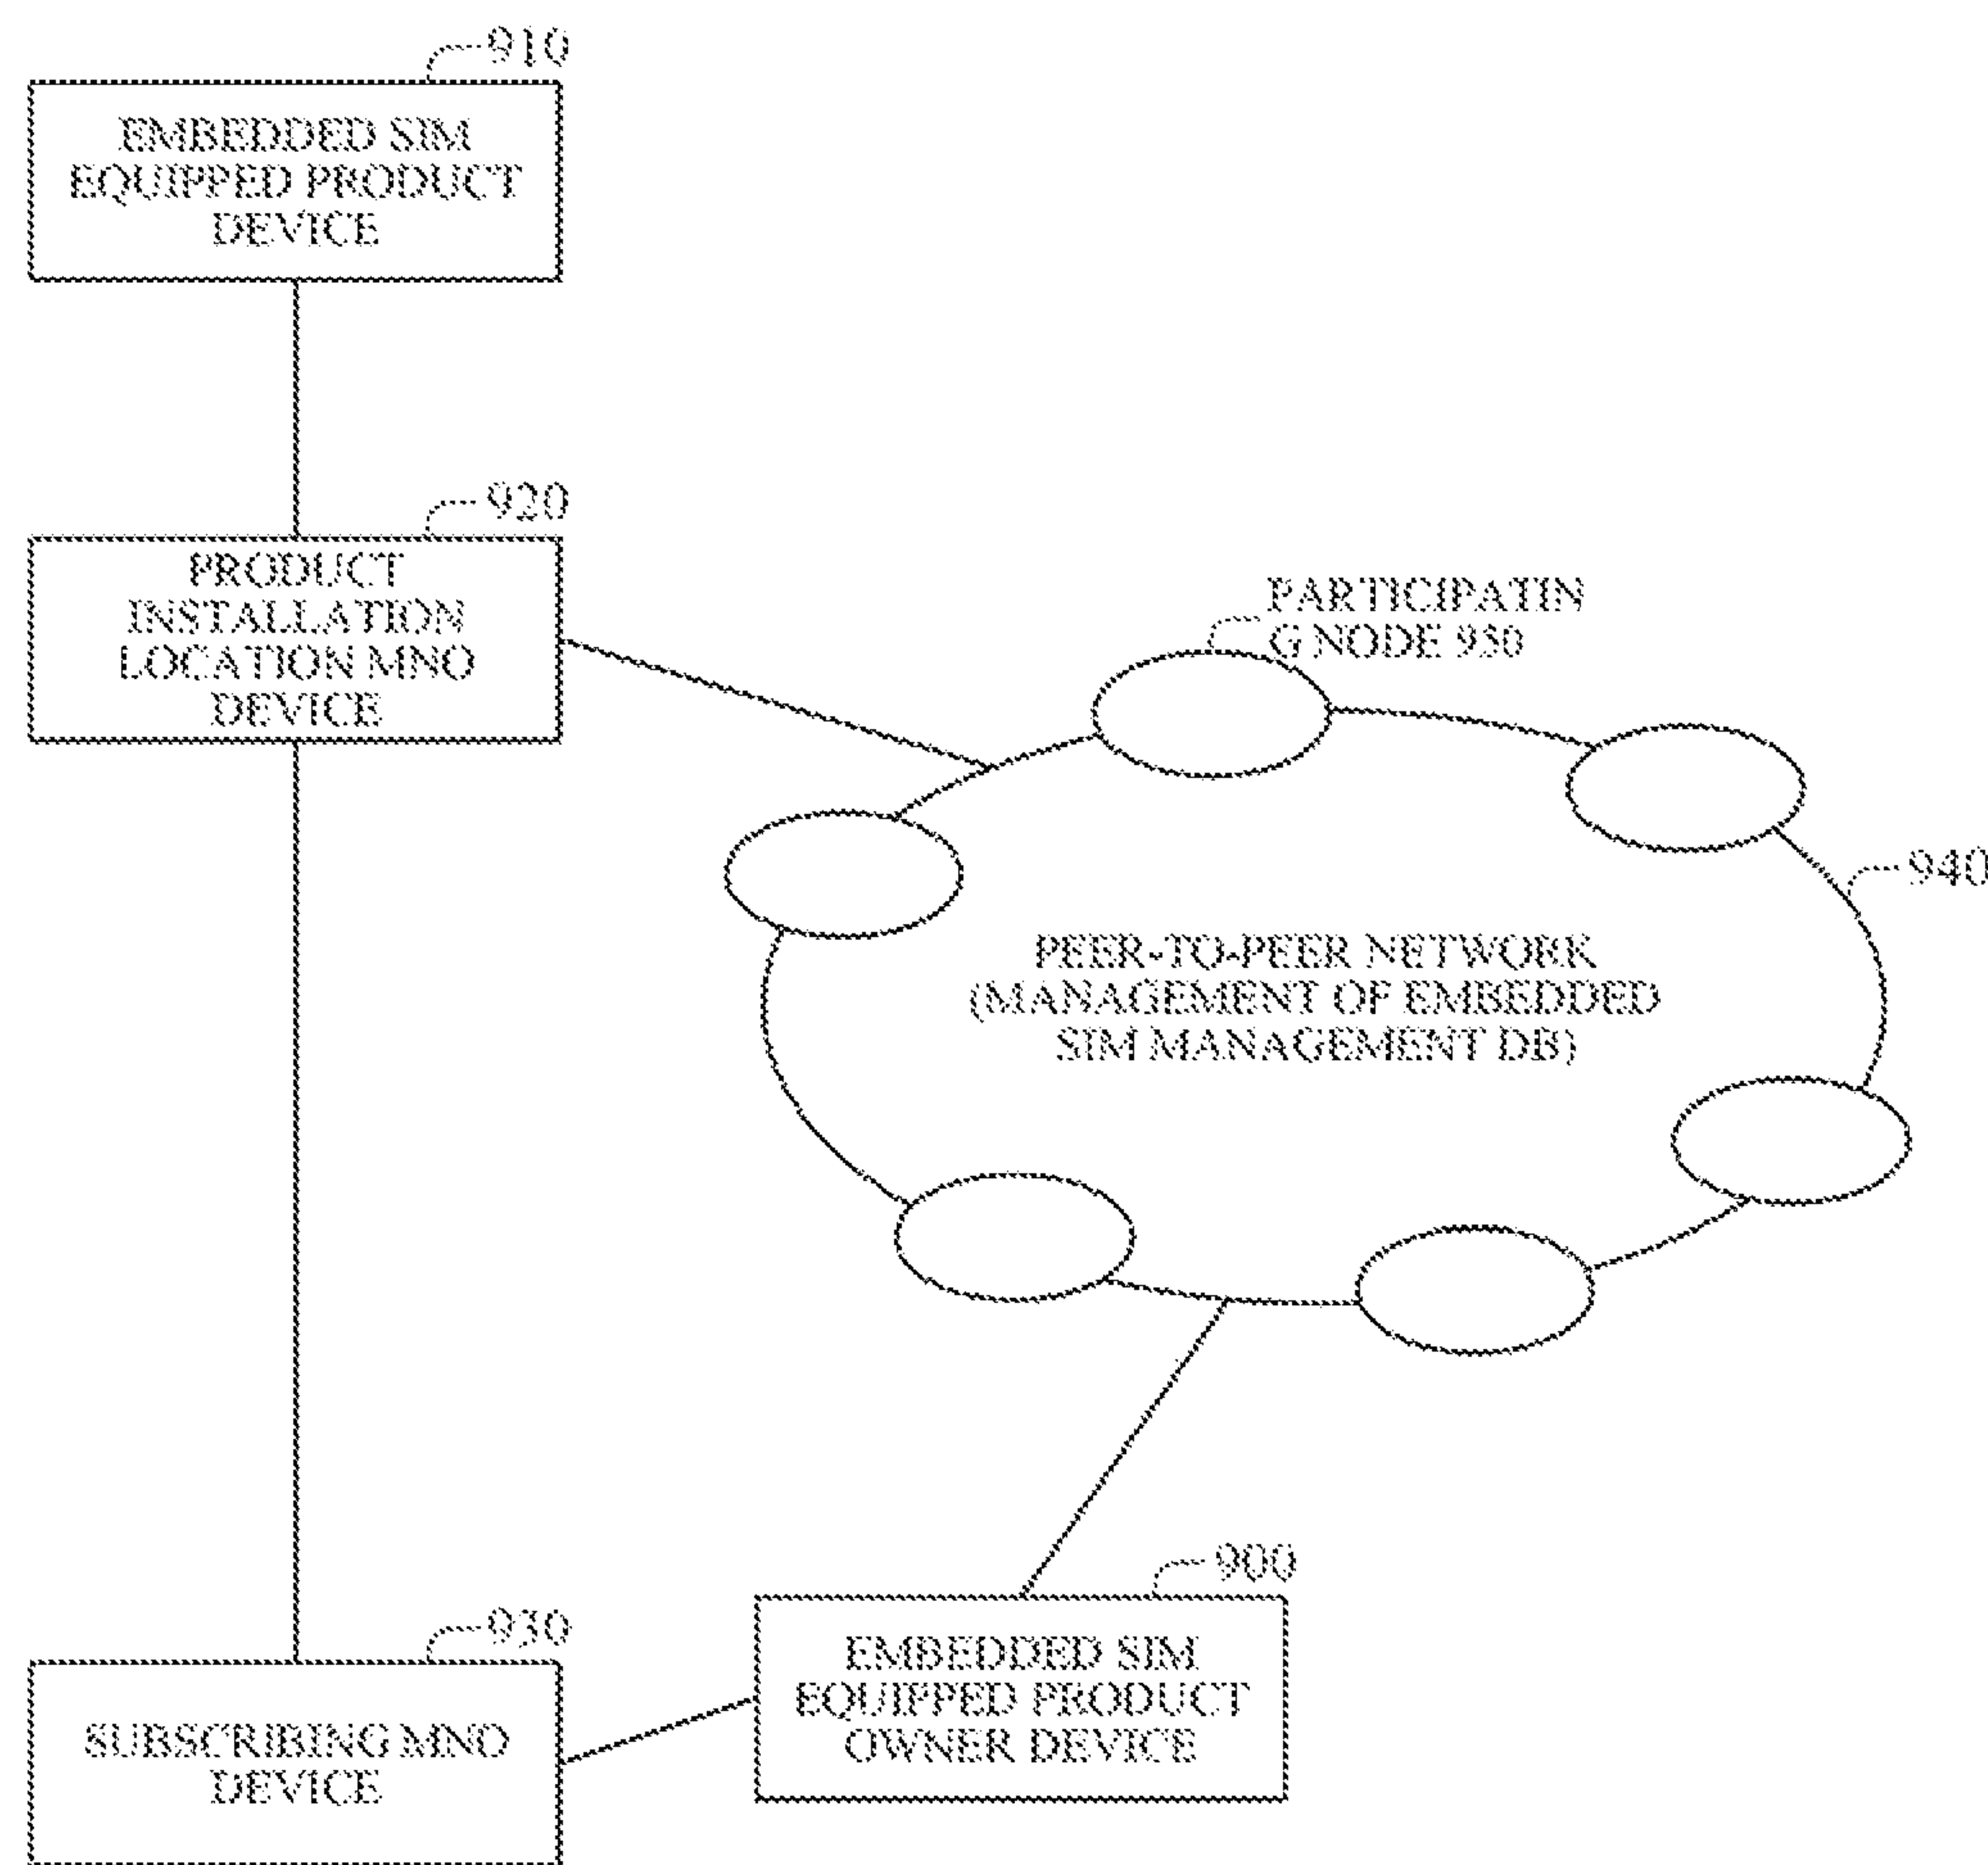 910
EMBEDDED SIM
EQUIPPED PRODUCT
DEVICE
920
PRODUCT
INSTALLATION
LOCATION MNO
DEVICE
PARTICIPATIN
G NODE 950
940
PEER-TO-PEER NETWORK
(MANAGEMENT OF EMBEDDED
SIM MANAGEMENT DB)
900
EMBEDDED SIM
EQUIPPED PRODUCT
OWNER DEVICE
930
SUBSCRIBING MNO
DEVICE